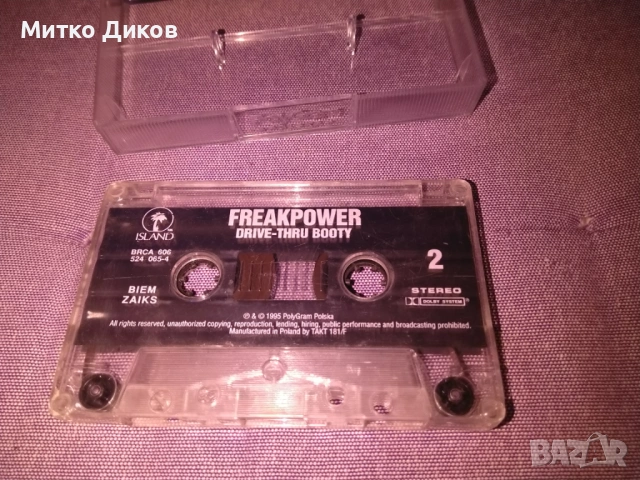 Митко Диков
ISLAND
FREAKPOWER
DRIVE-THRU BOOTY
BRCA 606
524 065-4
2
BIEM
ZAIKS
STEREO
DOLBY SYSTEM
℗ & © 1995 PolyGram Polska
All rights reserved, unauthorized copying, reproduction, lending, hiring, public performance and broadcasting prohibited.
Manufactured in Poland by TAKT 181/F
BAZAR